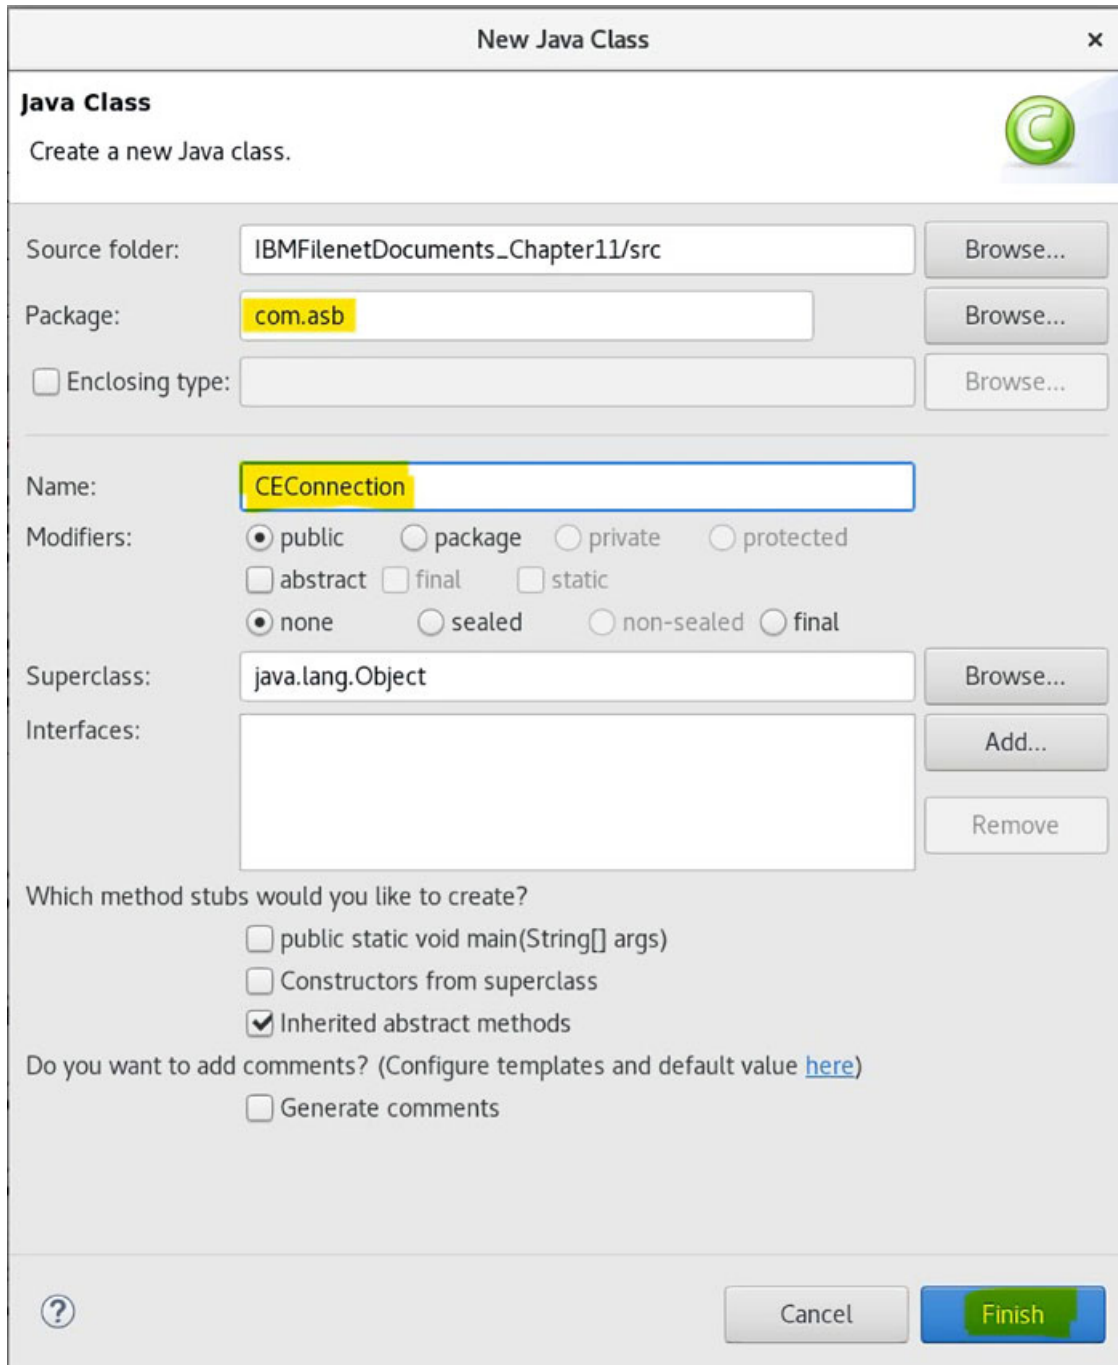 New Java Class ×
Java Class
Create a new Java class.
C
Source folder: IBMFilenetDocuments_Chapter11/src Browse...
Package: com.asb Browse...
Enclosing type: Browse...
Name: CEConnection
Modifiers: public package private protected
abstract final static
none sealed non-sealed final
Superclass: java.lang.Object Browse...
Interfaces: Add...
Remove
Which method stubs would you like to create?
public static void main(String[] args)
Constructors from superclass
Inherited abstract methods
Do you want to add comments? (Configure templates and default value here)
Generate comments
? Cancel Finish